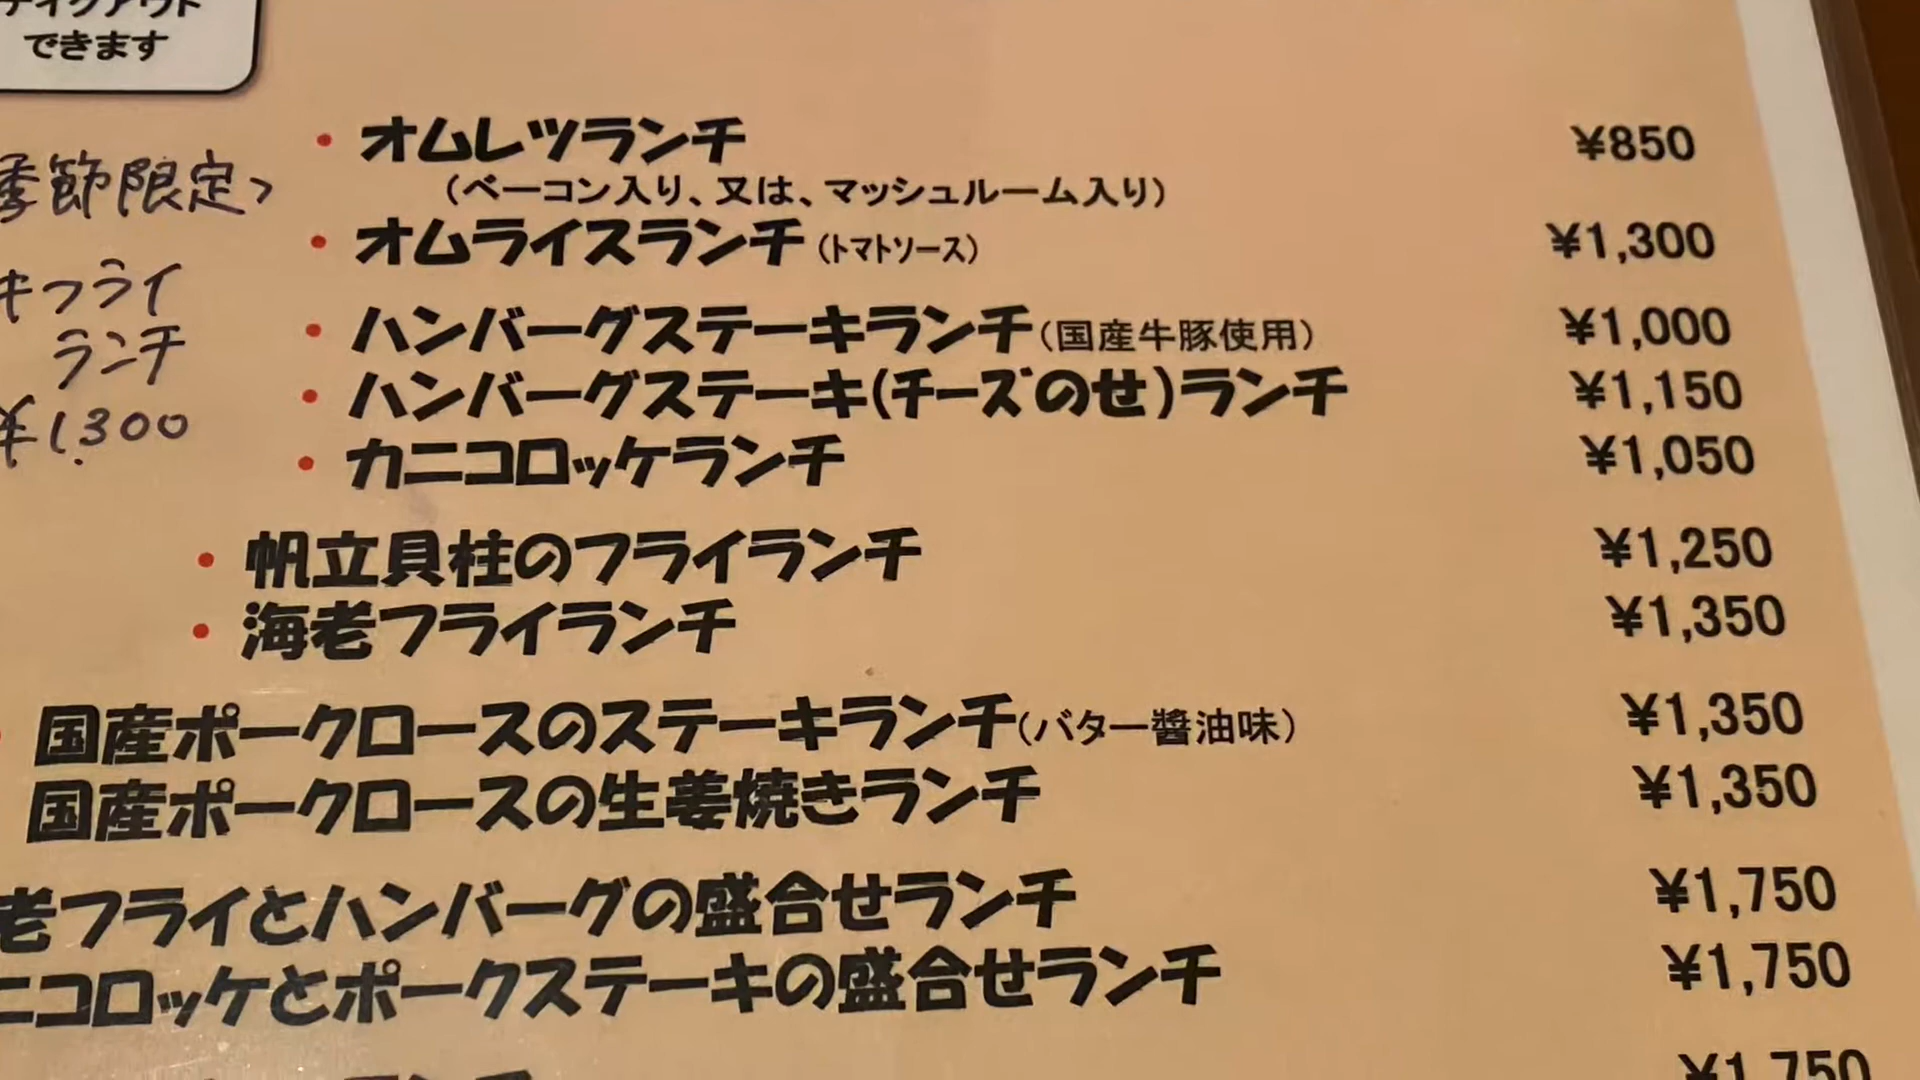 できます
季節限定>
キフライ
ランチ
¥1,300
・オムレツランチ ¥850
(ベーコン入り、又は、マッシュルーム入り)
・オムライスランチ(トマトソース) ¥1,300
・ハンバーグステーキランチ(国産牛豚使用) ¥1,000
・ハンバーグステーキ(チーズのせ)ランチ ¥1,150
・カニコロッケランチ ¥1,050
・帆立貝柱のフライランチ ¥1,250
・海老フライランチ ¥1,350
・国産ポークロースのステーキランチ(バター醬油味) ¥1,350
国産ポークロースの生姜焼きランチ ¥1,350
老フライとハンバーグの盛合せランチ ¥1,750
ニコロッケとポークステーキの盛合せランチ ¥1,750
¥1,750